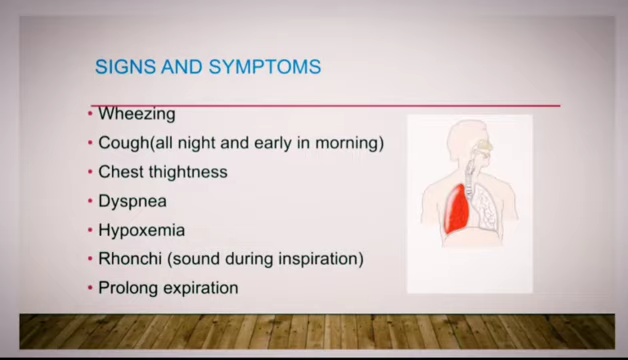 SIGNS AND SYMPTOMS
• Wheezing
• Cough(all night and early in morning)
• Chest thightness
• Dyspnea
• Hypoxemia
• Rhonchi (sound during inspiration)
• Prolong expiration